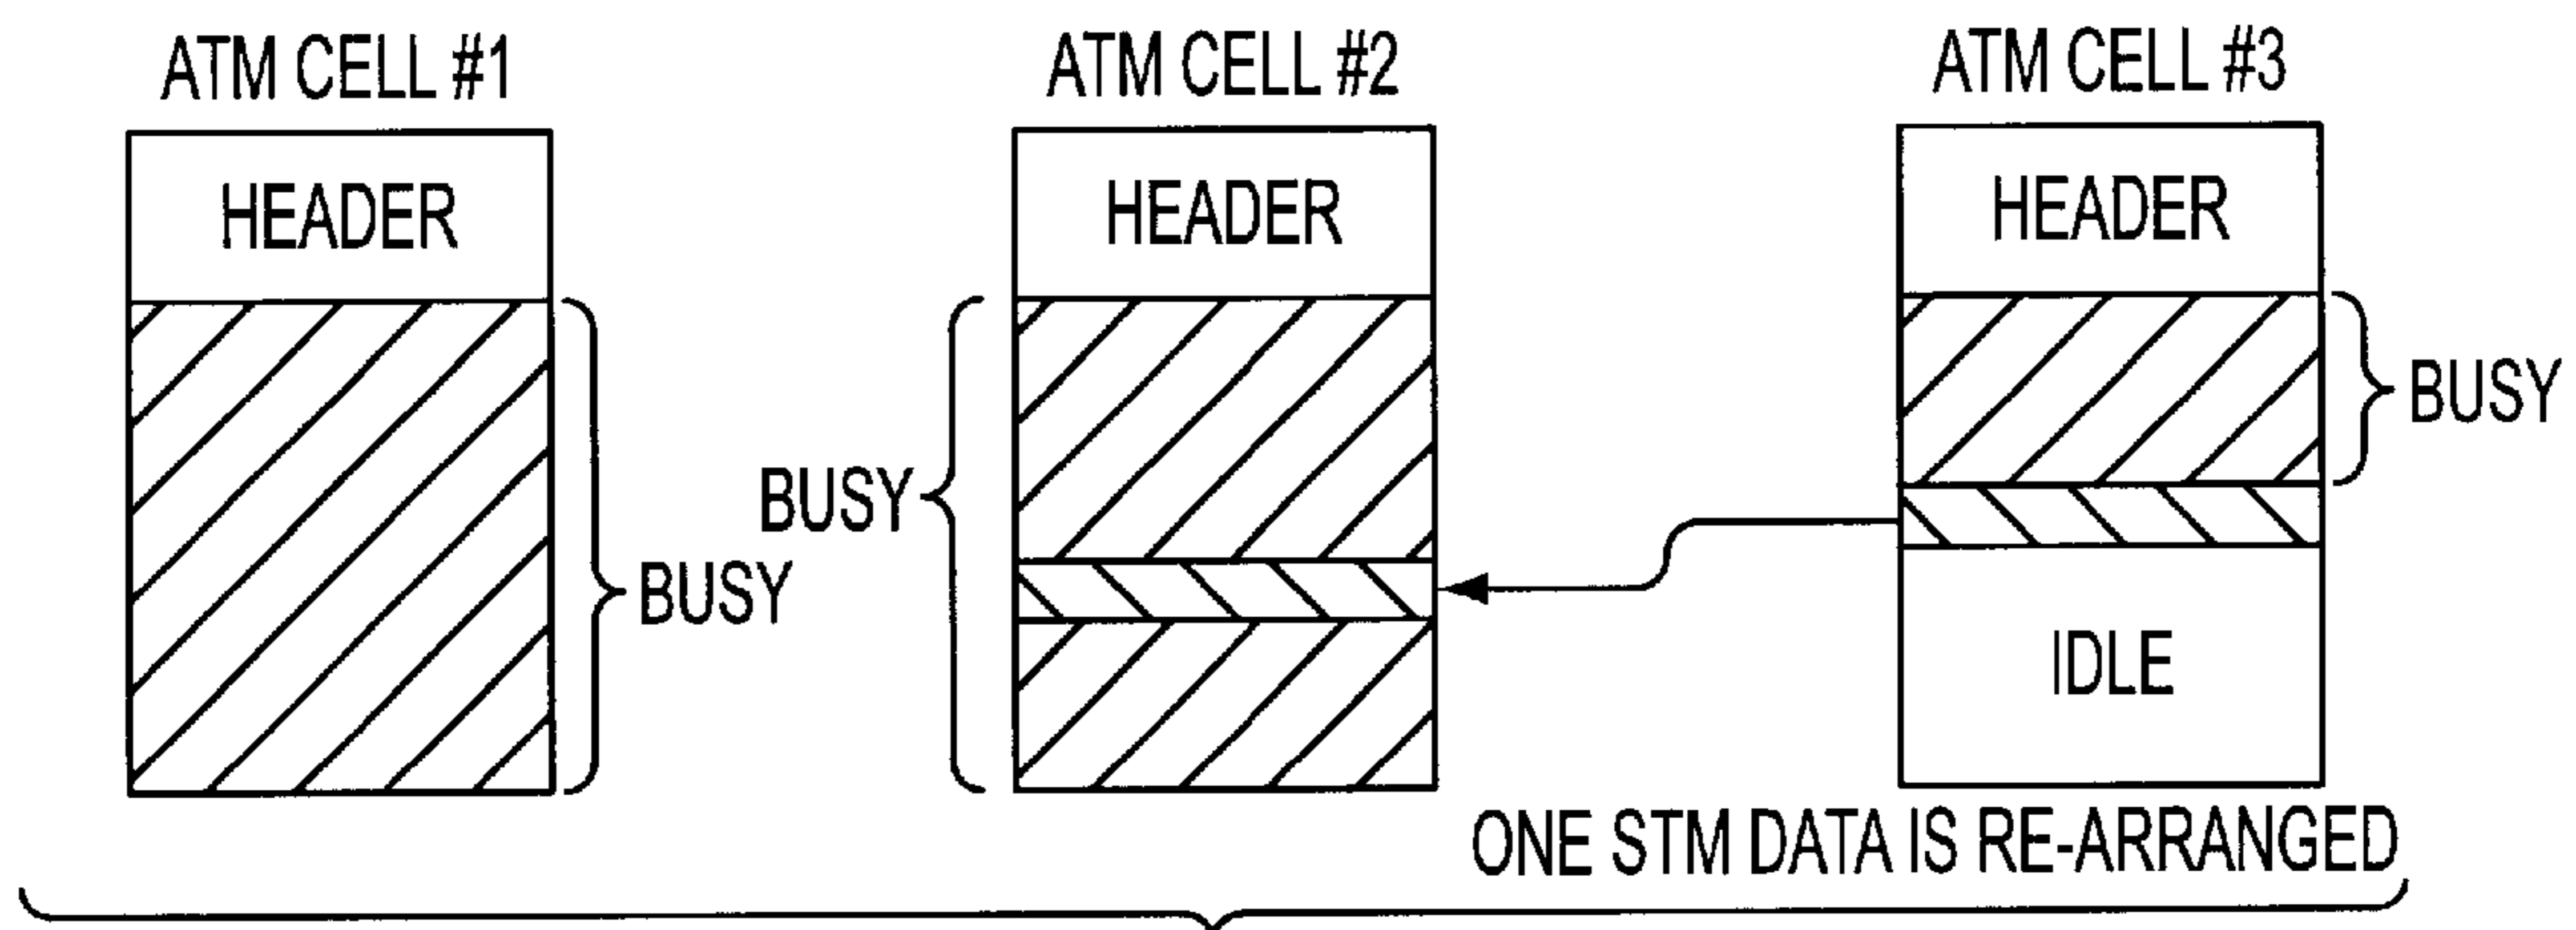 ATM CELL #1
ATM CELL #2
ATM CELL #3
HEADER
HEADER
HEADER
BUSY
BUSY
BUSY
IDLE
ONE STM DATA IS RE-ARRANGED